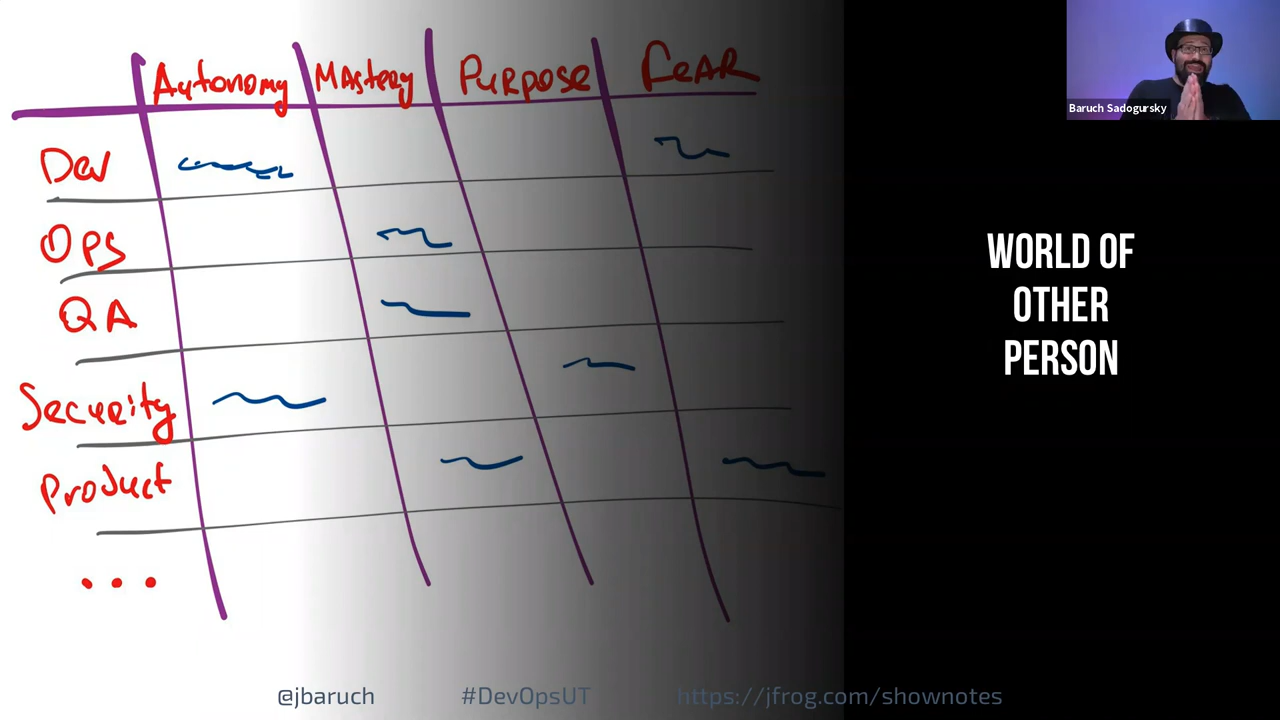 Autonomy Mastery Purpose Fear
Dev
Ops
QA
Security
Product
...
Baruch Sadogursky
WORLD OF
OTHER
PERSON
@jbaruch #DevOpsUT https://jfrog.com/shownotes